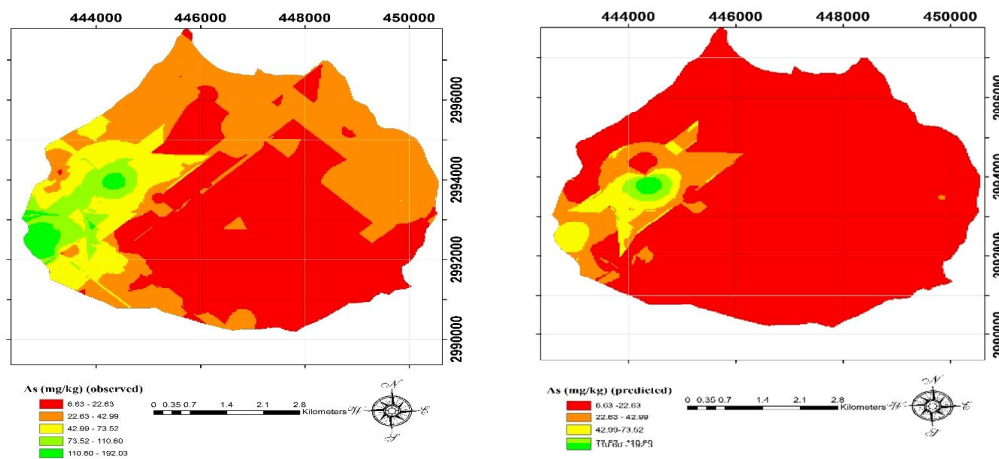 444000 446000 448000 450000
2996000
2994000
2992000
2990000
As (mg/kg) (observed)
6.63 - 22.63
22.63 - 42.99
42.99 - 73.52
73.52 - 110.60
110.60 - 192.03
0 0.35 0.7 1.4 2.1 2.8
Kilometers
N
W E
S
444000 446000 448000 450000
2996000
2994000
2992000
2990000
As (mg/kg) (predicted)
6.63 - 22.63
22.63 - 42.99
42.99-73.52
0 0.35 0.7 1.4 2.1 2.8
Kilometers
N
W E
S